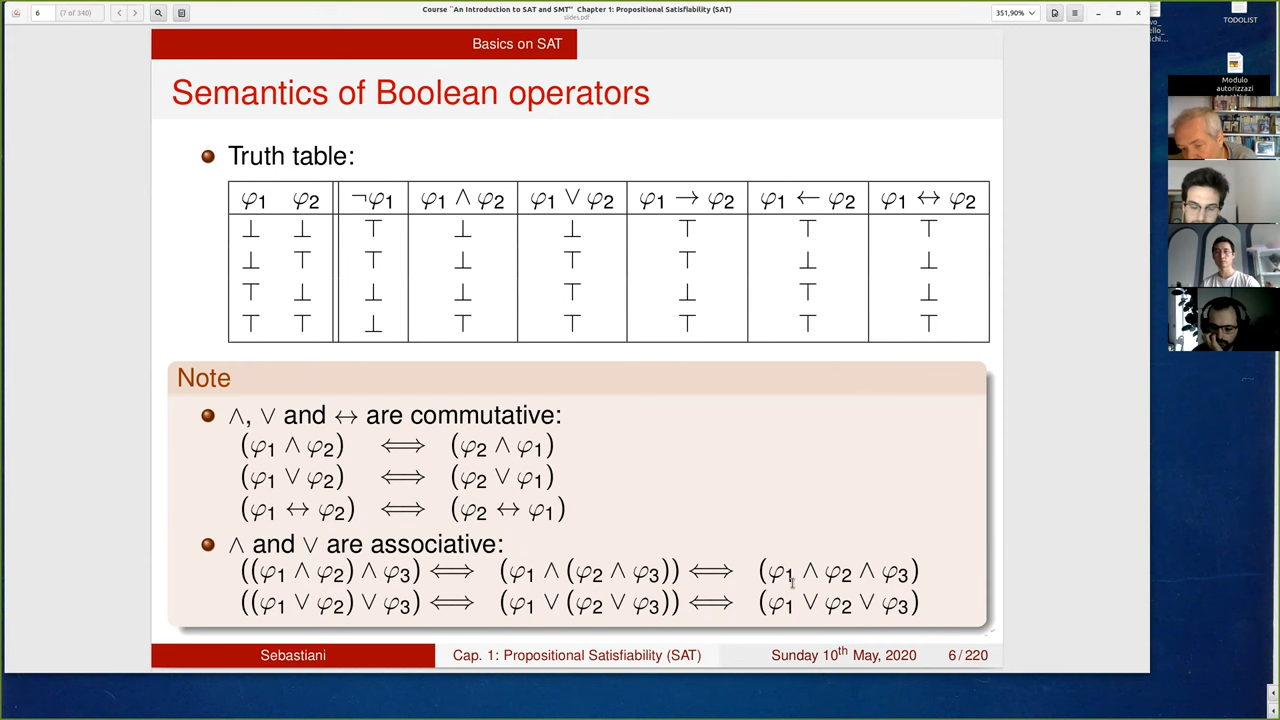 Course "An Introduction to SAT and SMT" Chapter 1: Propositional Satisfiability (SAT)
slides.pdf
6 (7 of 340)
351,90%
TODOLIST
Modulo
autorizzazi
Basics on SAT
Semantics of Boolean operators
Truth table:
φ1 φ2 ¬φ1 φ1 ∧ φ2 φ1 ∨ φ2 φ1 → φ2 φ1 ← φ2 φ1 ↔ φ2
⊥ ⊥ ⊤ ⊥ ⊥ ⊤ ⊤ ⊤
⊥ ⊤ ⊤ ⊥ ⊤ ⊤ ⊥ ⊥
⊤ ⊥ ⊥ ⊥ ⊤ ⊥ ⊤ ⊥
⊤ ⊤ ⊥ ⊤ ⊤ ⊤ ⊤ ⊤
Note
∧, ∨ and ↔ are commutative:
(φ1 ∧ φ2) ⟺ (φ2 ∧ φ1)
(φ1 ∨ φ2) ⟺ (φ2 ∨ φ1)
(φ1 ↔ φ2) ⟺ (φ2 ↔ φ1)
∧ and ∨ are associative:
((φ1 ∧ φ2) ∧ φ3) ⟺ (φ1 ∧ (φ2 ∧ φ3)) ⟺ (φ1 ∧ φ2 ∧ φ3)
((φ1 ∨ φ2) ∨ φ3) ⟺ (φ1 ∨ (φ2 ∨ φ3)) ⟺ (φ1 ∨ φ2 ∨ φ3)
Sebastiani Cap. 1: Propositional Satisfiability (SAT) Sunday 10th May, 2020 6 / 220